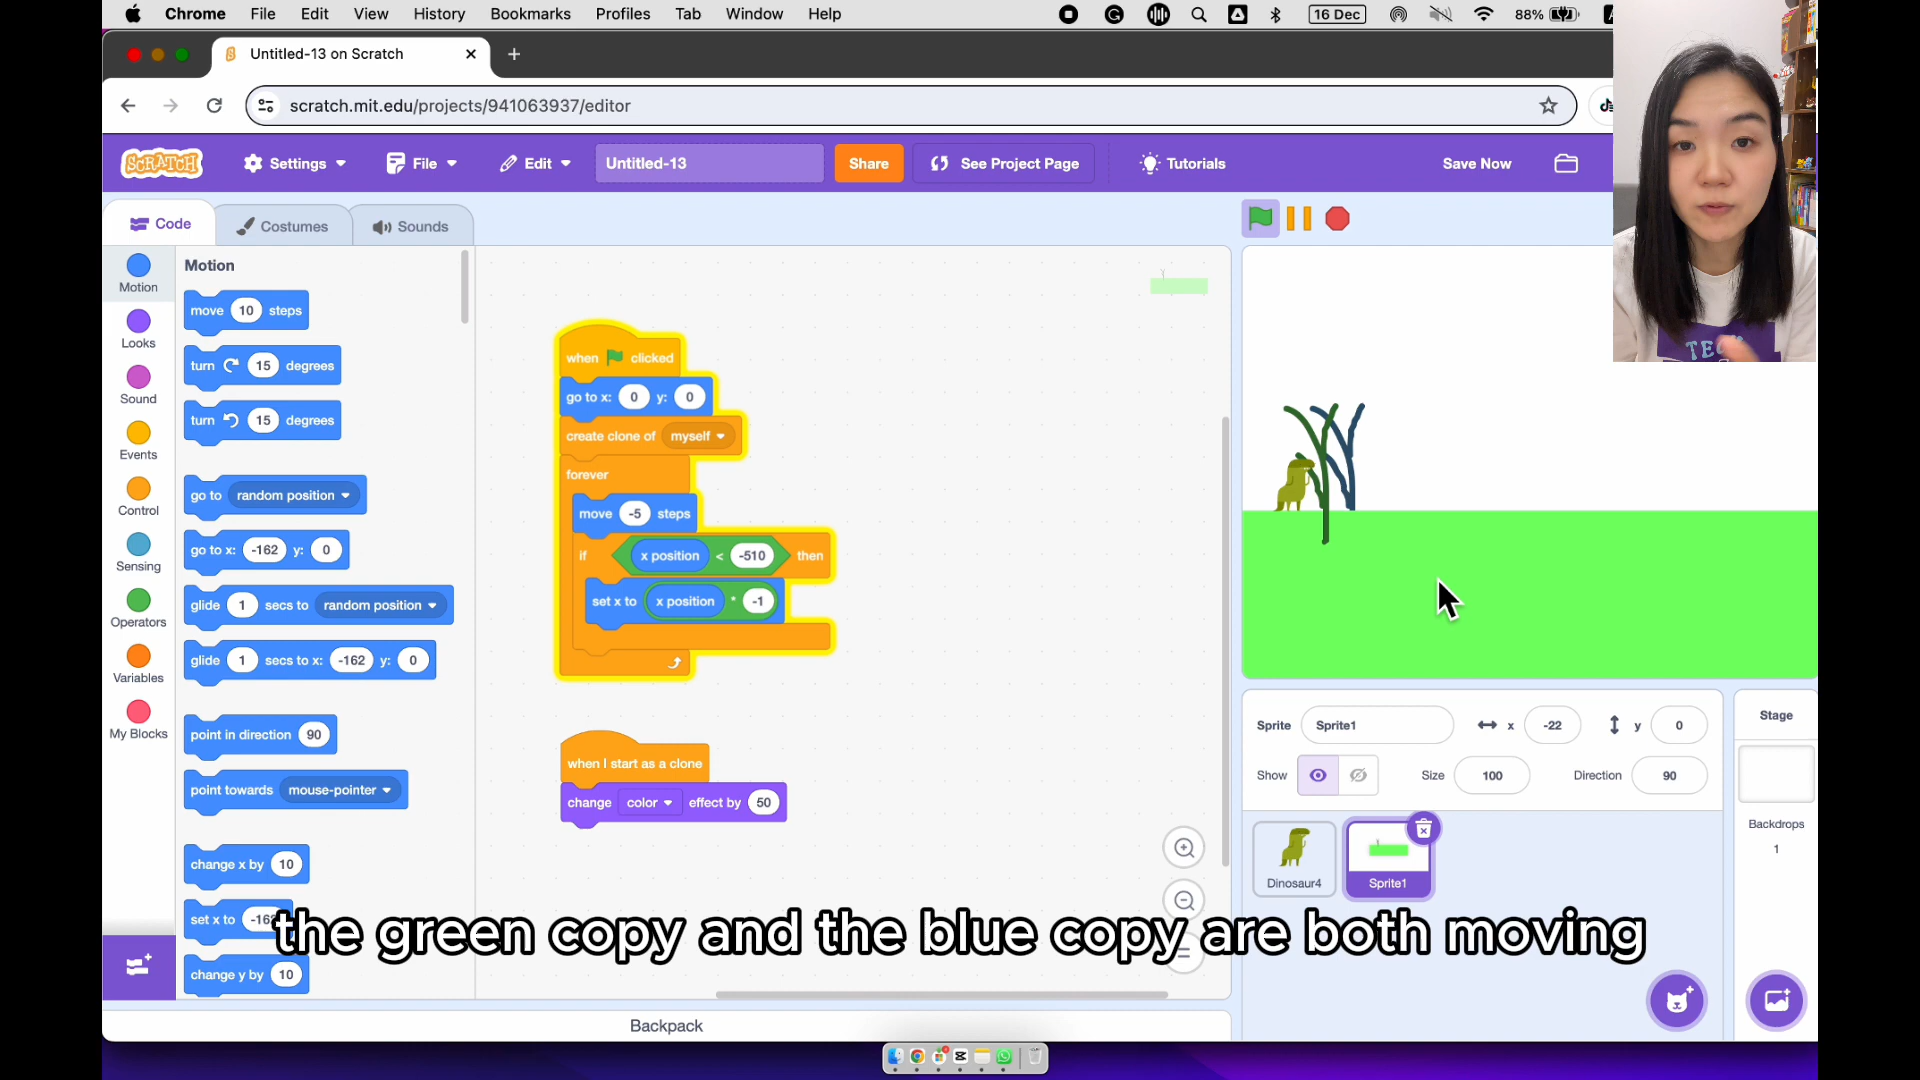 Chrome File Edit View History Bookmarks Profiles Tab Window Help
16 Dec
88%
Untitled-13 on Scratch
scratch.mit.edu/projects/941063937/editor
SCRATCH
Settings
File
Edit
Untitled-13
Share
See Project Page
Tutorials
Save Now
TEC
Code
Costumes
Sounds
Motion
Looks
Sound
Events
Control
Sensing
Operators
Variables
My Blocks
Motion
move 10 steps
turn 15 degrees
turn 15 degrees
go to random position
go to x: -162 y: 0
glide 1 secs to random position
glide 1 secs to x: -162 y: 0
point in direction 90
point towards mouse-pointer
change x by 10
set x to -162
change y by 10
when clicked
go to x: 0 y: 0
create clone of myself
forever
move -5 steps
if x position < -510 then
set x to x position * -1
when I start as a clone
change color effect by 50
Sprite Sprite1 x -22 y 0
Show Size 100 Direction 90
Dinosaur4
Sprite1
Stage
Backdrops
1
the green copy and the blue copy are both moving
Backpack